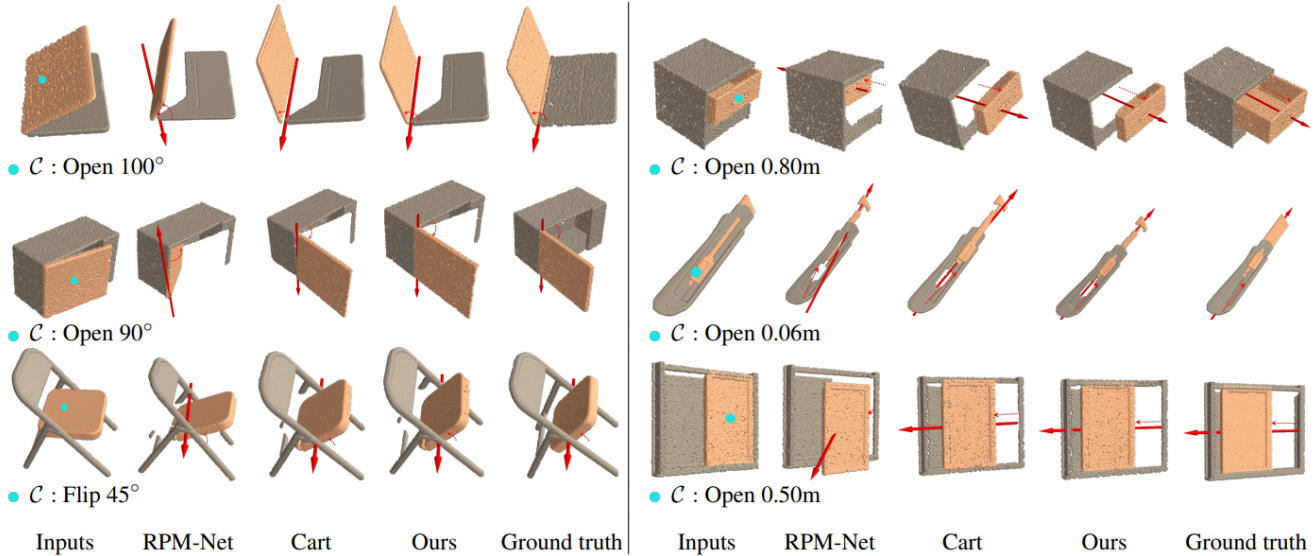 C : Open 100°
C : Open 90°
C : Flip 45°
Inputs RPM-Net Cart Ours Ground truth
C : Open 0.80m
C : Open 0.06m
C : Open 0.50m
Inputs RPM-Net Cart Ours Ground truth